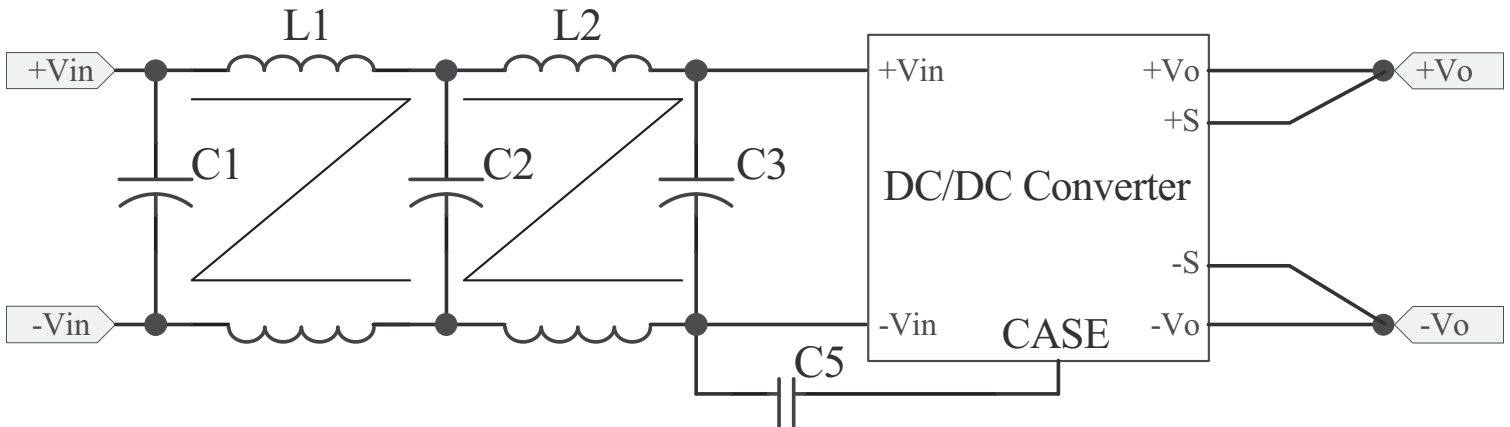 L1
L2
+Vin
+Vin
+Vo
+Vo
+S
C1
C2
C3
DC/DC Converter
-S
-Vin
-Vin
CASE
-Vo
-Vo
C5